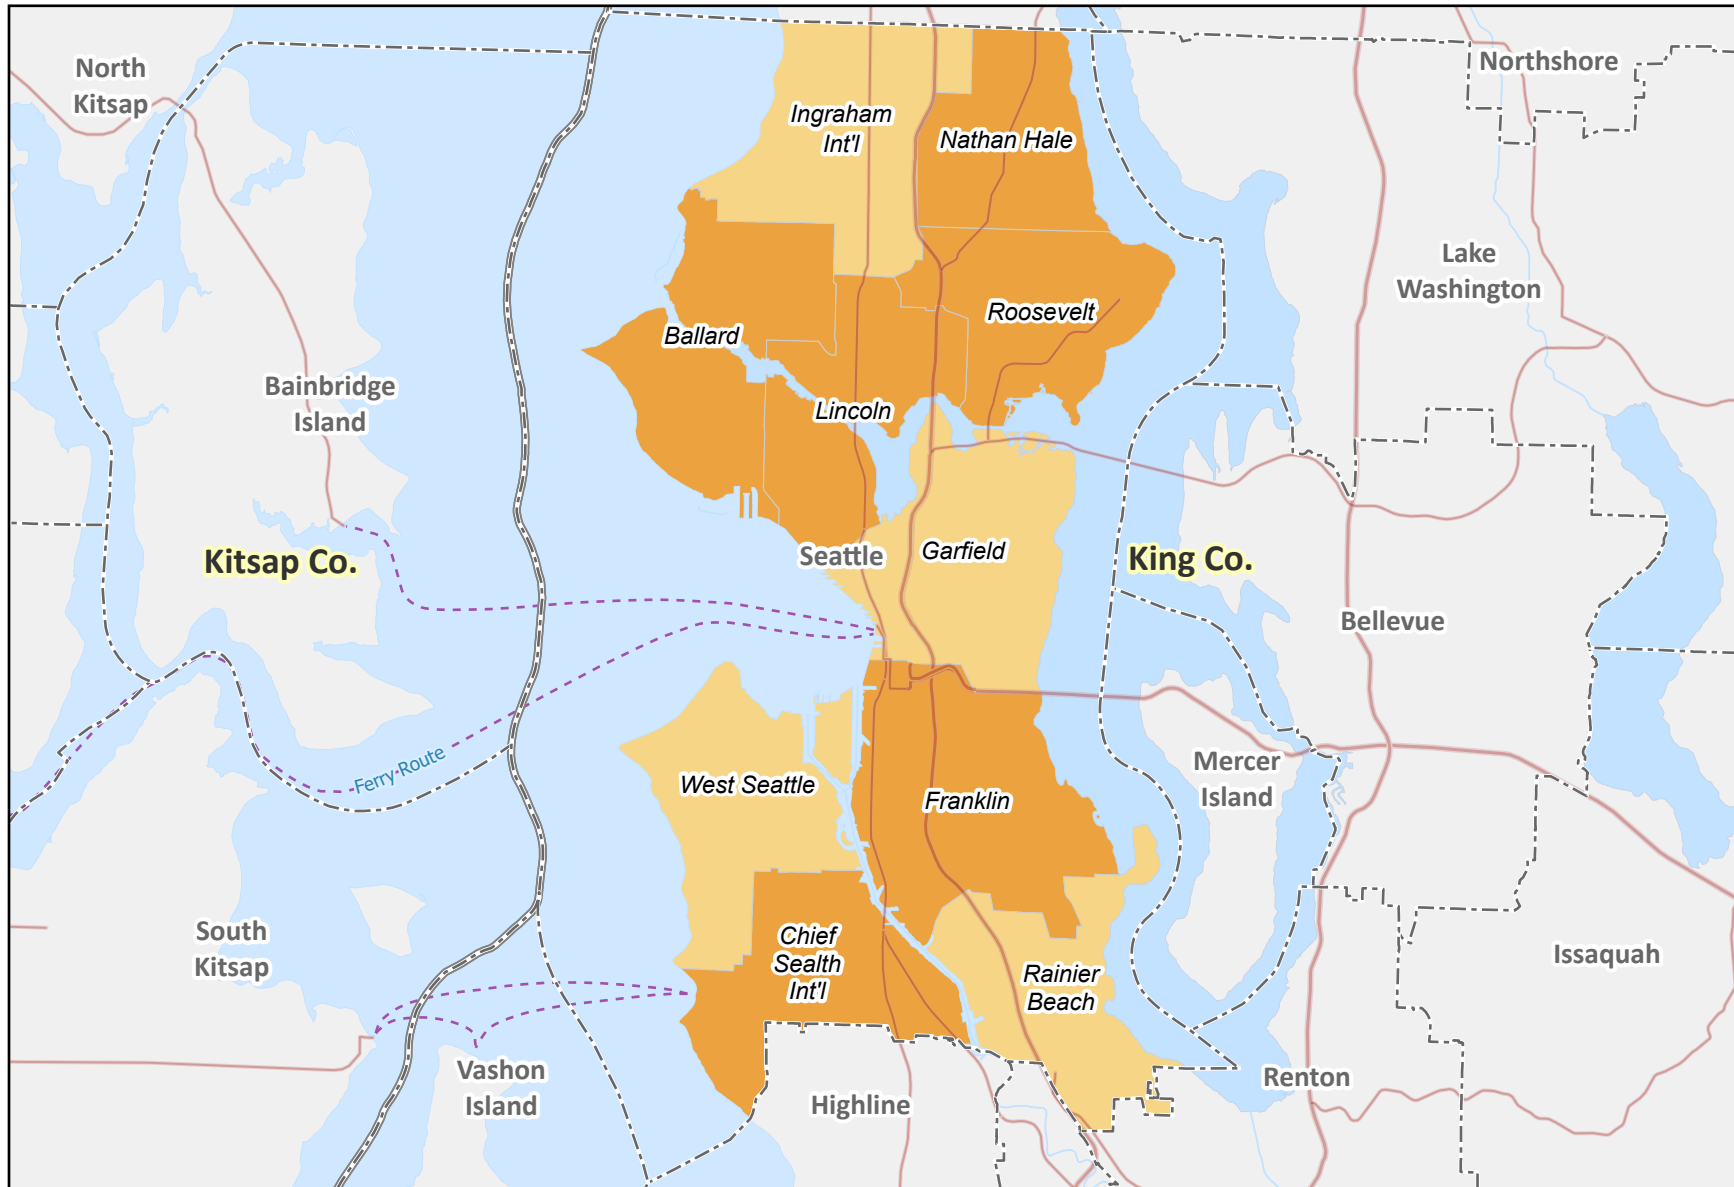 North
Kitsap
Northshore
Ingraham
Int'l
Nathan Hale
Lake
Washington
Roosevelt
Ballard
Bainbridge
Island
Lincoln
Seattle
Garfield
Kitsap Co.
King Co.
Bellevue
Ferry Route
West Seattle
Franklin
Mercer
Island
South
Kitsap
Chief
Sealth
Int'l
Rainier
Beach
Issaquah
Vashon
Island
Highline
Renton